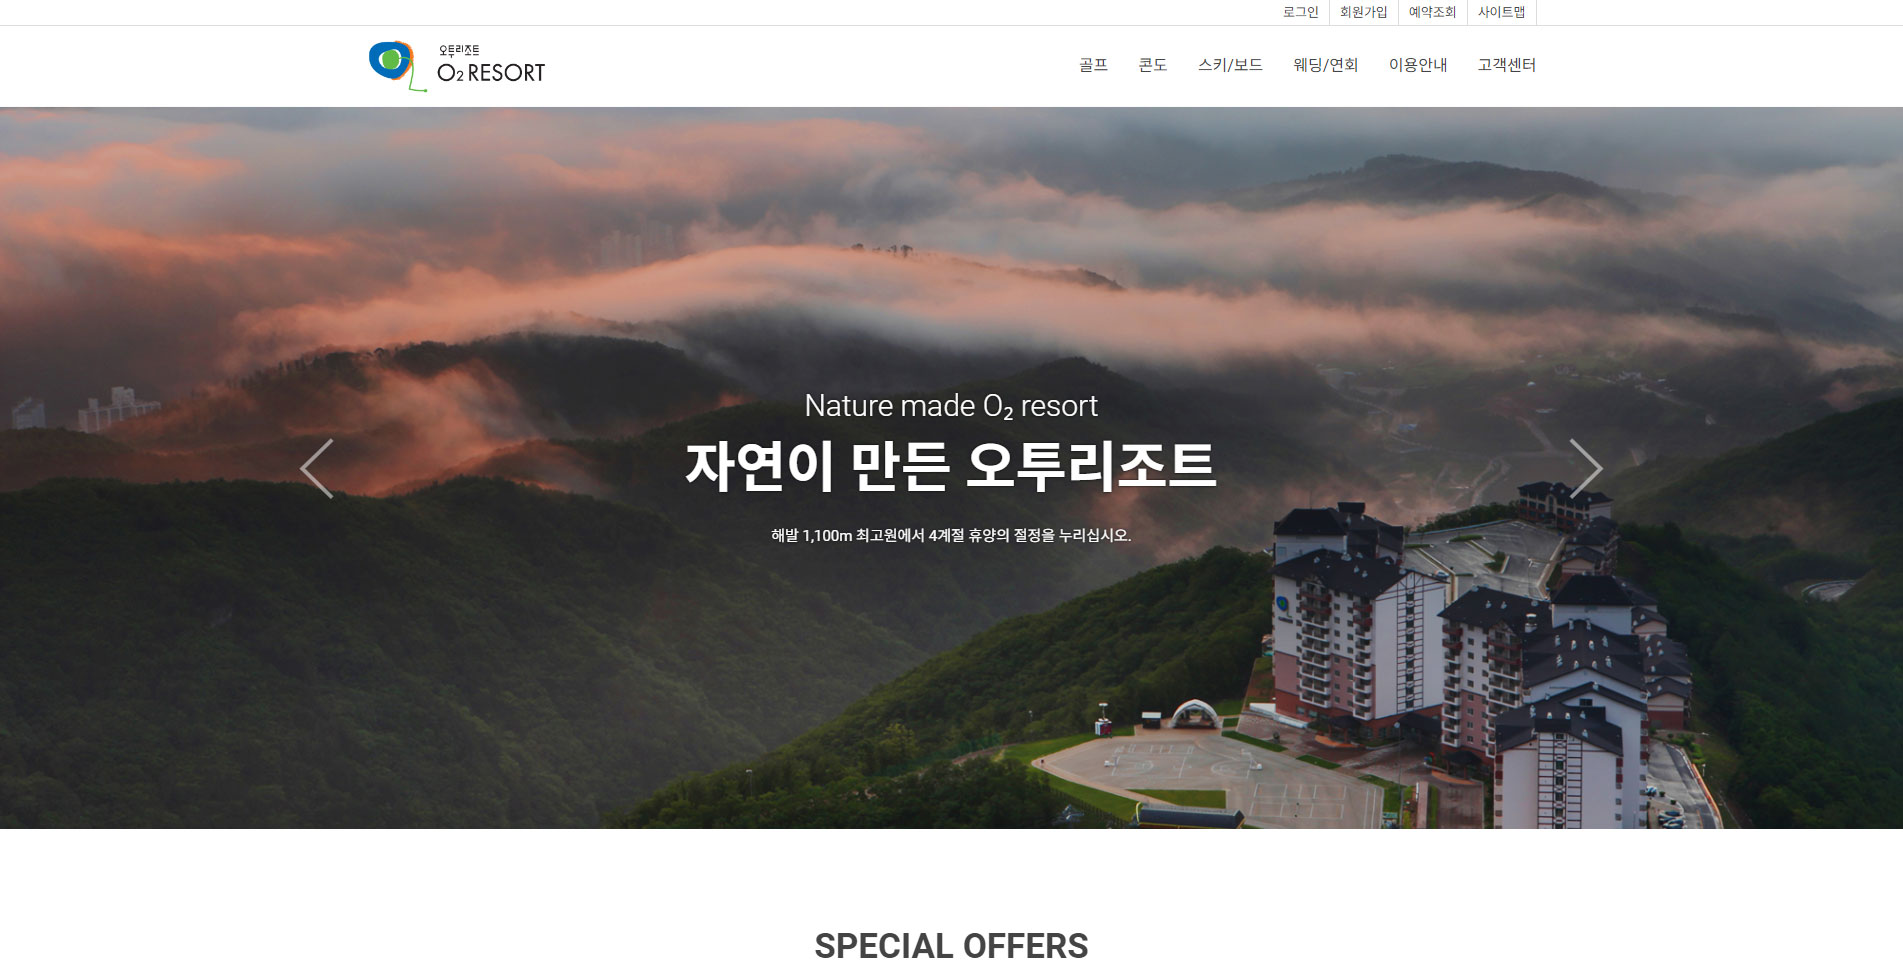 로그인 회원가입 예약조회 사이트맵
오투리조트
O2 RESORT
골프 콘도 스키/보드 웨딩/연회 이용안내 고객센터
Nature made O₂ resort
자연이 만든 오투리조트
해발 1,100m 최고원에서 4계절 휴양의 절정을 누리십시오.
SPECIAL OFFERS